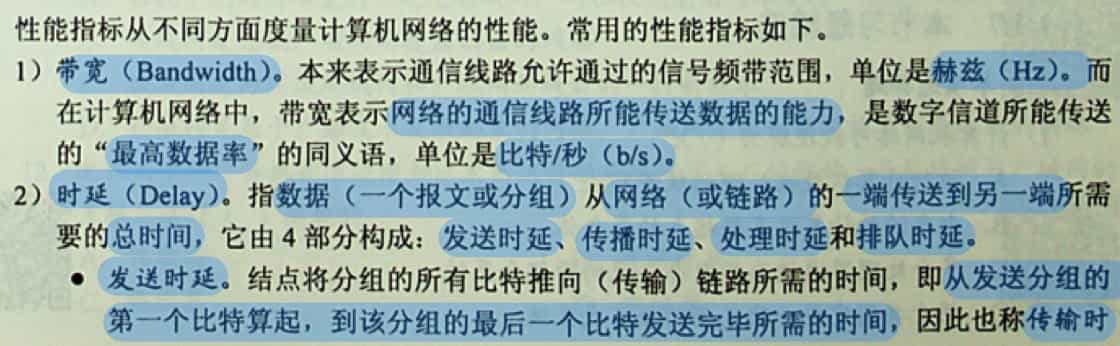 性能指标从不同方面度量计算机网络的性能。常用的性能指标如下。
1）带宽（Bandwidth）。本来表示通信线路允许通过的信号频带范围，单位是赫兹（Hz）。而
在计算机网络中，带宽表示网络的通信线路所能传送数据的能力，是数字信道所能传送
的“最高数据率”的同义语，单位是比特/秒（b/s）。
2）时延（Delay）。指数据（一个报文或分组）从网络（或链路）的一端传送到另一端所需
要的总时间，它由 4 部分构成：发送时延、传播时延、处理时延和排队时延。
● 发送时延。结点将分组的所有比特推向（传输）链路所需的时间，即从发送分组的
第一个比特算起，到该分组的最后一个比特发送完毕所需的时间，因此也称传输时